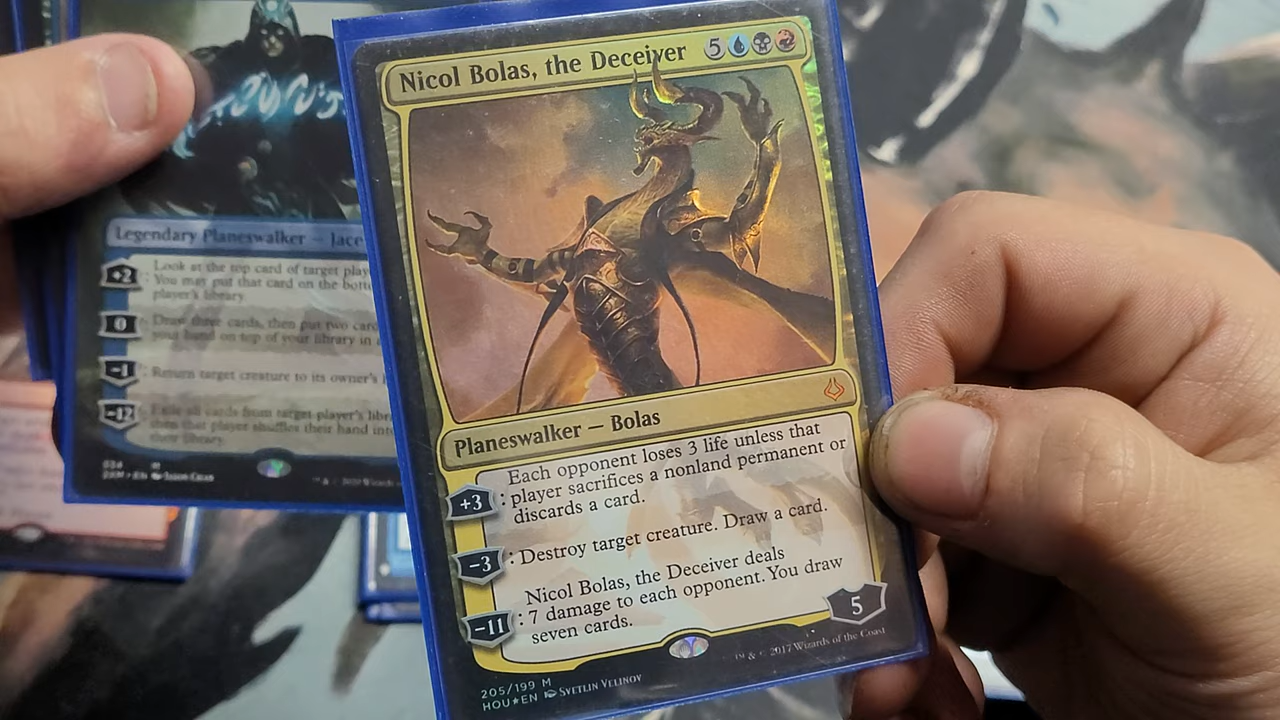 Nicol Bolas, the Deceiver 5
Planeswalker — Bolas
Each opponent loses 3 life unless that
+3 : player sacrifices a nonland permanent or
discards a card.
−3 : Destroy target creature. Draw a card.
Nicol Bolas, the Deceiver deals
−11 : 7 damage to each opponent. You draw
seven cards.
5
205/199 M
HOU★EN Svetlin Velinov
™ & © 2017 Wizards of the Coast
Legendary Planeswalker — Jace
+2 : Look at the top card of target play
You may put that card on the bott
player's library.
0 : Draw three cards, then put two car
your hand on top of your library in
−1 : Return target creature to its owner's
−12 : Exile all cards from target player's libr
then that player shuffles their hand int
their library.